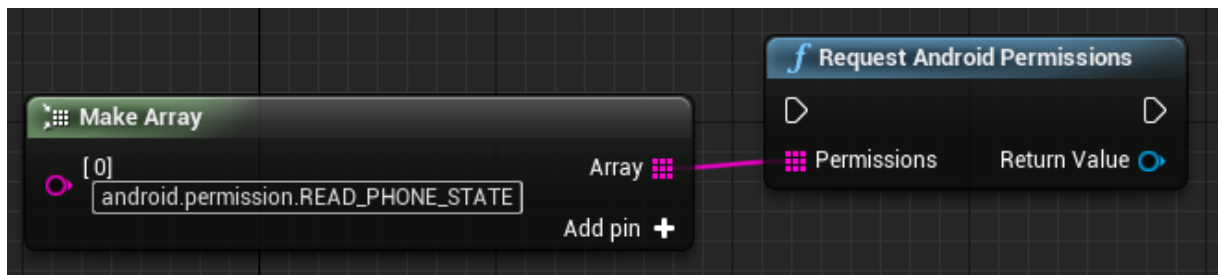 Make Array
[ 0]
android.permission.READ_PHONE_STATE
Array
Add pin
f Request Android Permissions
Permissions
Return Value